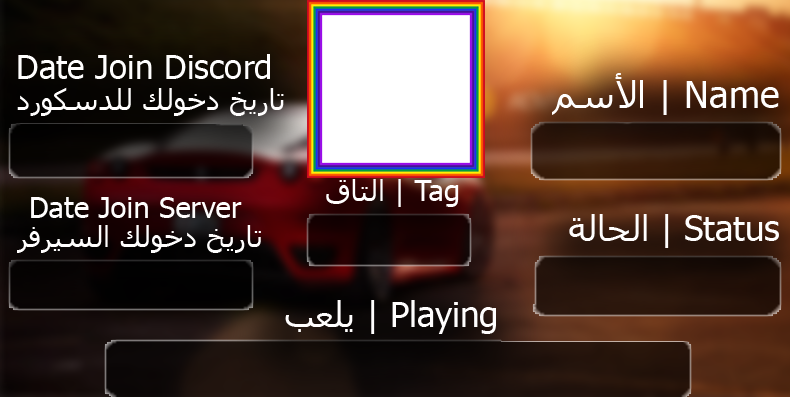 Date Join Discord
تاريخ دخولك للدسكورد
الأسم | Name
التاق | Tag
Date Join Server
تاريخ دخولك السيرفر
الحالة | Status
يلعب | Playing